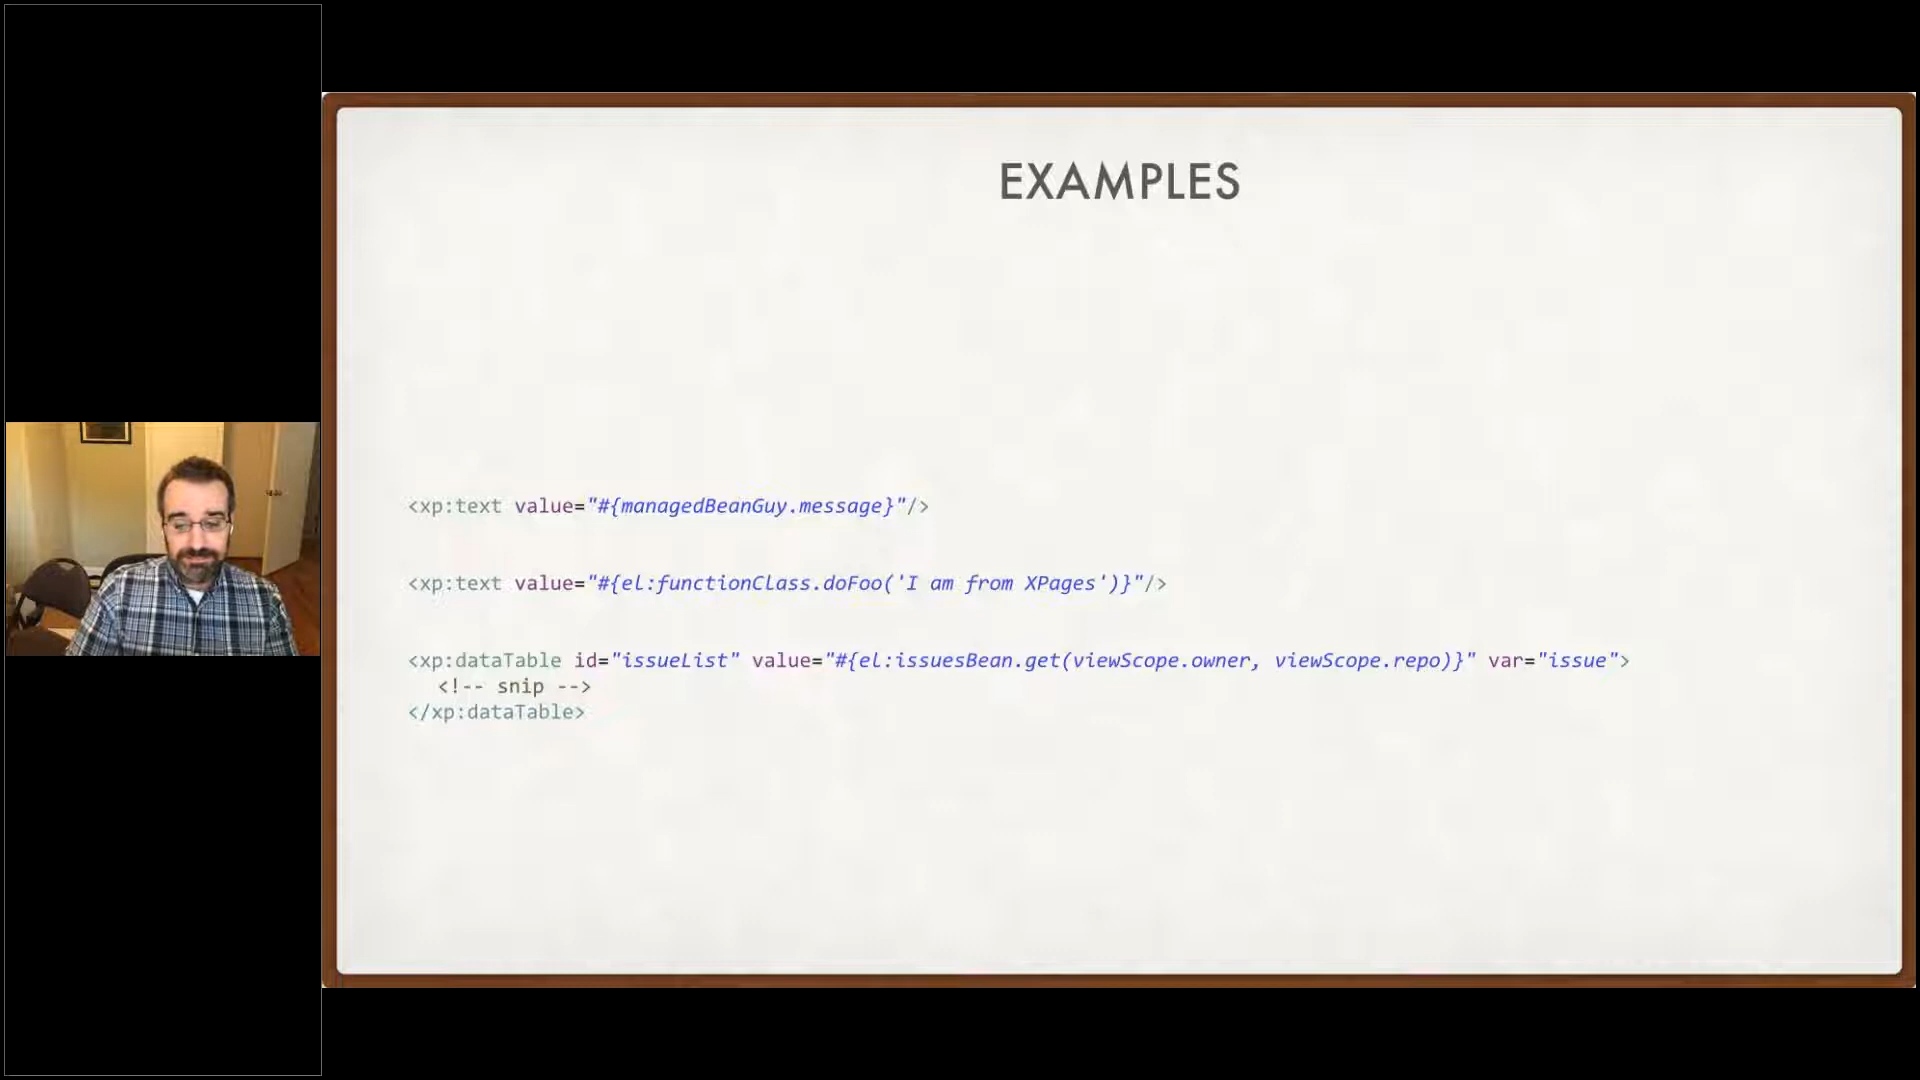 EXAMPLES
<xp:text value="#{managedBeanGuy.message}"/>
<xp:text value="#{el:functionClass.doFoo('I am from XPages')}"/>
<xp:dataTable id="issueList" value="#{el:issuesBean.get(viewScope.owner, viewScope.repo)}" var="issue">
<!-- snip -->
</xp:dataTable>